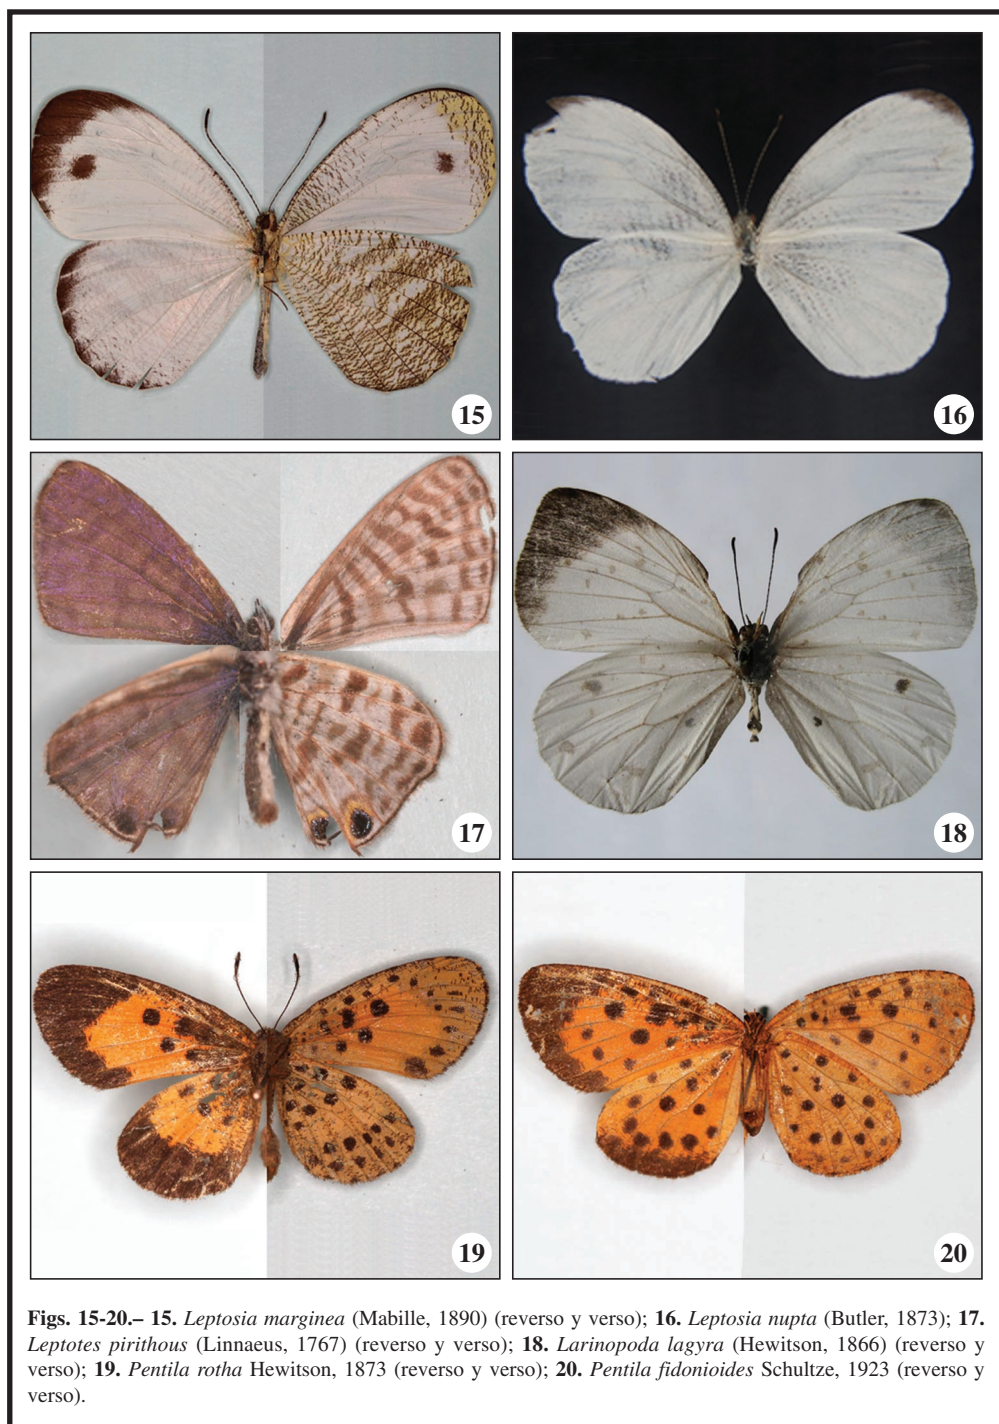 15
16
17
18
19
20
Figs. 15-20.– 15. Leptosia marginea (Mabille, 1890) (reverso y verso); 16. Leptosia nupta (Butler, 1873); 17.
Leptotes pirithous (Linnaeus, 1767) (reverso y verso); 18. Larinopoda lagyra (Hewitson, 1866) (reverso y
verso); 19. Pentila rotha Hewitson, 1873 (reverso y verso); 20. Pentila fidonioides Schultze, 1923 (reverso y
verso).